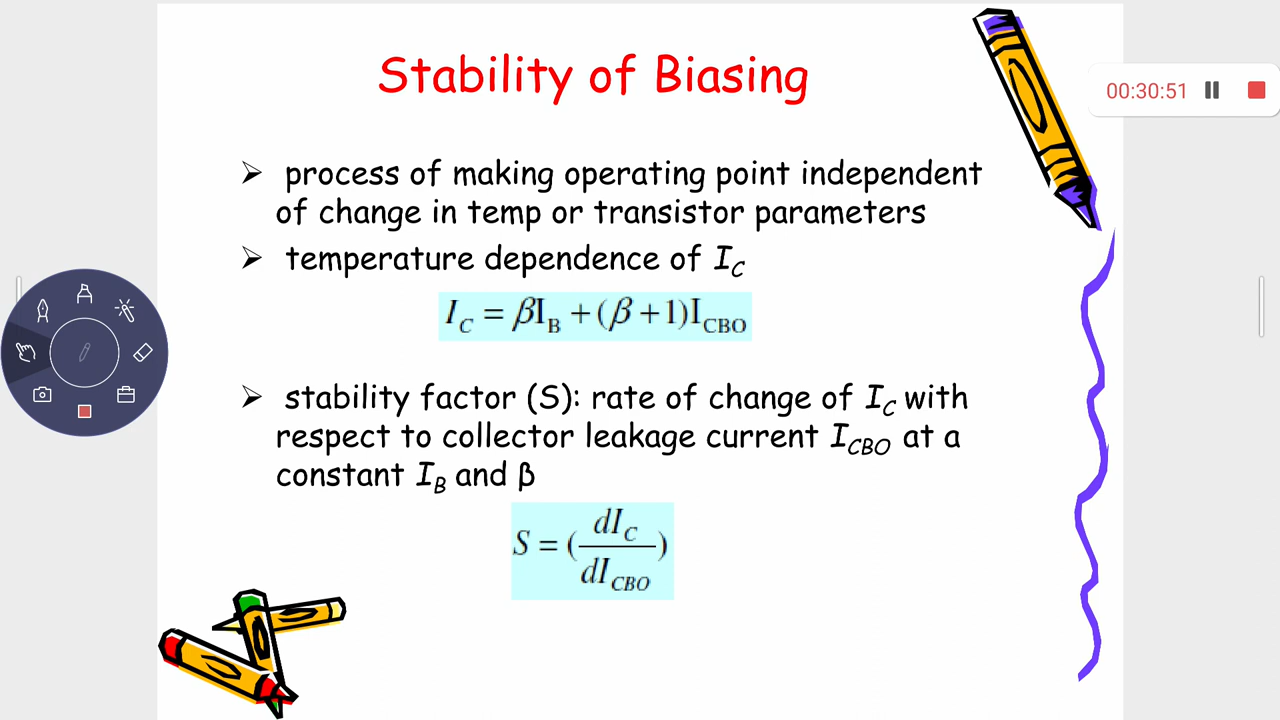 Stability of Biasing
00:30:51
➢ process of making operating point independent
of change in temp or transistor parameters
➢ temperature dependence of I_C
I_C = βI_B + (β + 1)I_CBO
➢ stability factor (S): rate of change of I_C with
respect to collector leakage current I_CBO at a
constant I_B and β
S = (dI_C / dI_CBO)